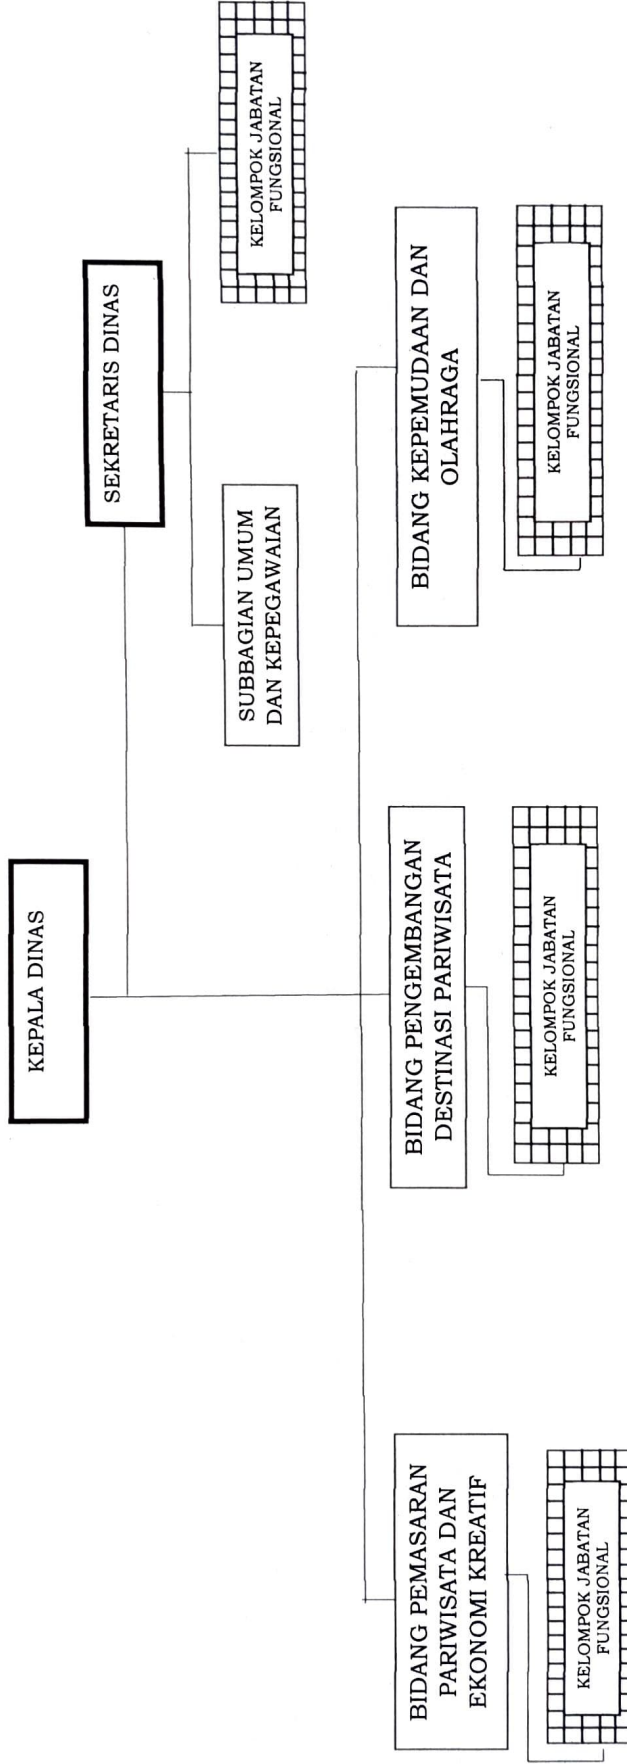 KEPALA DINAS
SEKRETARIS DINAS
SUBBAGIAN UMUM
DAN KEPEGAWAIAN
KELOMPOK JABATAN
FUNGSIONAL
BIDANG PEMASARAN
PARIWISATA DAN
EKONOMI KREATIF
BIDANG PENGEMBANGAN
DESTINASI PARIWISATA
BIDANG KEPEMUDAAN DAN
OLAHRAGA
KELOMPOK JABATAN
FUNGSIONAL
KELOMPOK JABATAN
FUNGSIONAL
KELOMPOK JABATAN
FUNGSIONAL